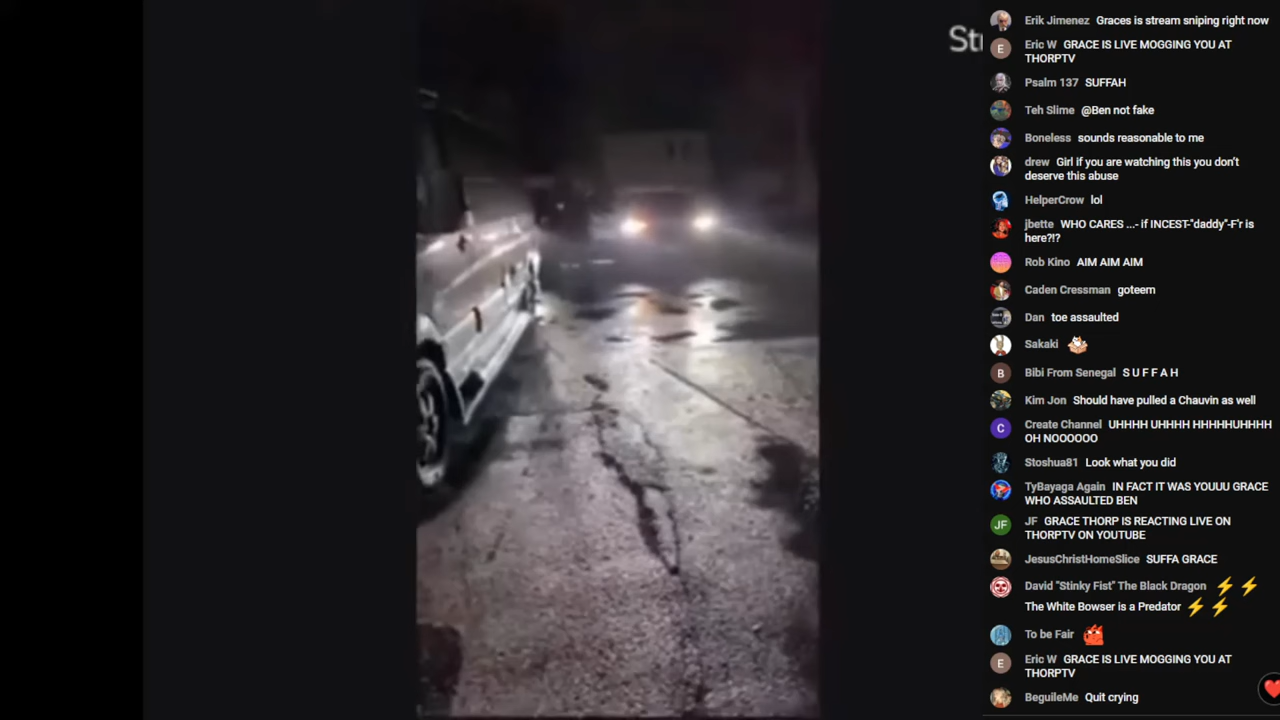 Str
Erik Jimenez Graces is stream sniping right now
E Eric W GRACE IS LIVE MOGGING YOU AT
THORPTV
Psalm 137 SUFFAH
Teh Slime @Ben not fake
Boneless sounds reasonable to me
drew Girl if you are watching this you don't
deserve this abuse
HelperCrow lol
jbette WHO CARES ...- if INCEST-"daddy"-F'r is
here?!?
Rob Kino AIM AIM AIM
Caden Cressman goteem
Dan toe assaulted
Sakaki
B Bibi From Senegal S U F F A H
Kim Jon Should have pulled a Chauvin as well
C Create Channel UHHHH UHHHH HHHHHUHHHH
OH NOOOOOO
Stoshua81 Look what you did
TyBayaga Again IN FACT IT WAS YOUUU GRACE
WHO ASSAULTED BEN
JF JF GRACE THORP IS REACTING LIVE ON
THORPTV ON YOUTUBE
JesusChristHomeSlice SUFFA GRACE
David "Stinky Fist" The Black Dragon ⚡ ⚡
The White Bowser is a Predator ⚡ ⚡
To be Fair
E Eric W GRACE IS LIVE MOGGING YOU AT
THORPTV
BeguileMe Quit crying